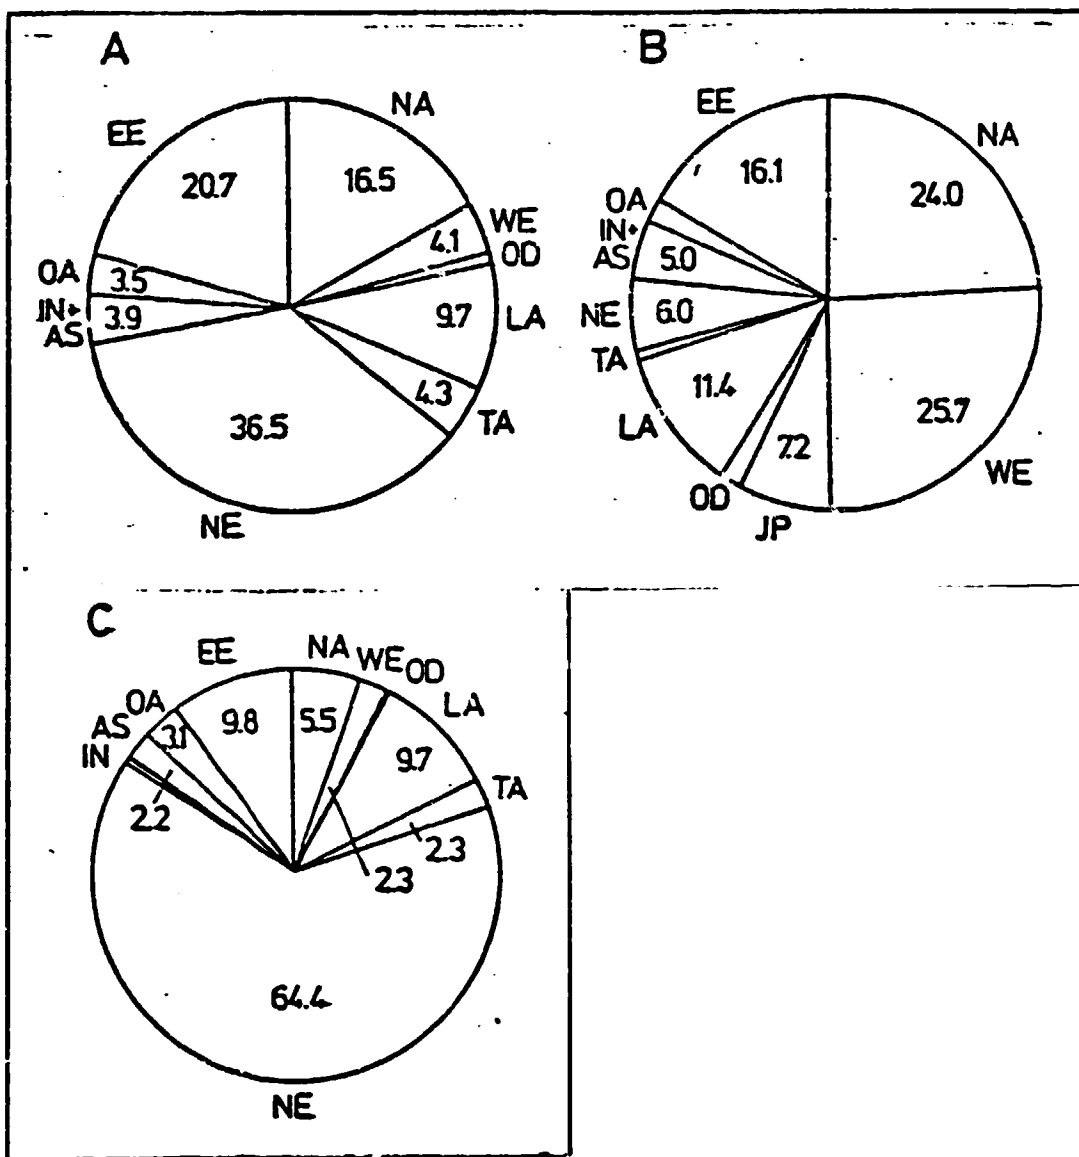 A
NA
EE
20.7
16.5
WE
4.1
OD
OA
3.5
IN+
AS
3.9
9.7
LA
4.3
TA
36.5
NE
B
EE
NA
16.1
24.0
OA
IN+
AS
5.0
NE
6.0
TA
11.4
LA
25.7
WE
7.2
OD
JP
C
EE
NA
WE
OD
LA
OA
AS
IN
3.1
9.8
5.5
9.7
TA
2.2
2.3
2.3
64.4
NE